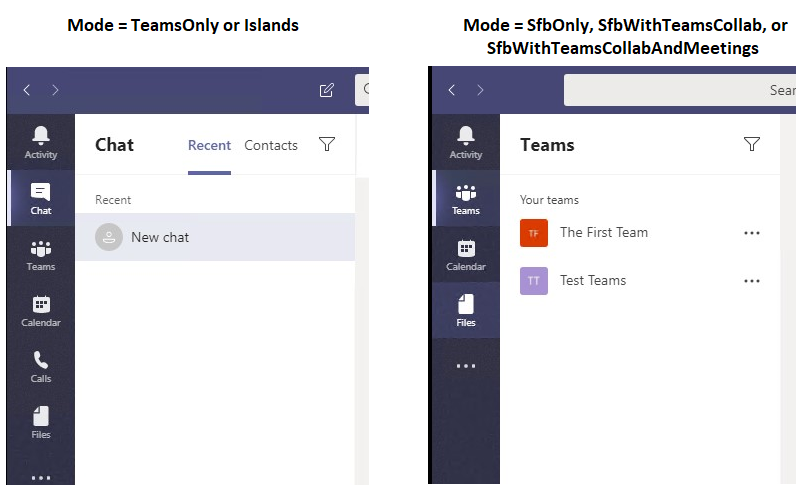 Mode = TeamsOnly or Islands
Activity
Chat
Teams
Calendar
Calls
Files
Chat
Recent Contacts
Recent
New chat
Mode = SfbOnly, SfbWithTeamsCollab, or
SfbWithTeamsCollabAndMeetings
Sear
Activity
Teams
Calendar
Files
Teams
Your teams
TF The First Team
TT Test Teams